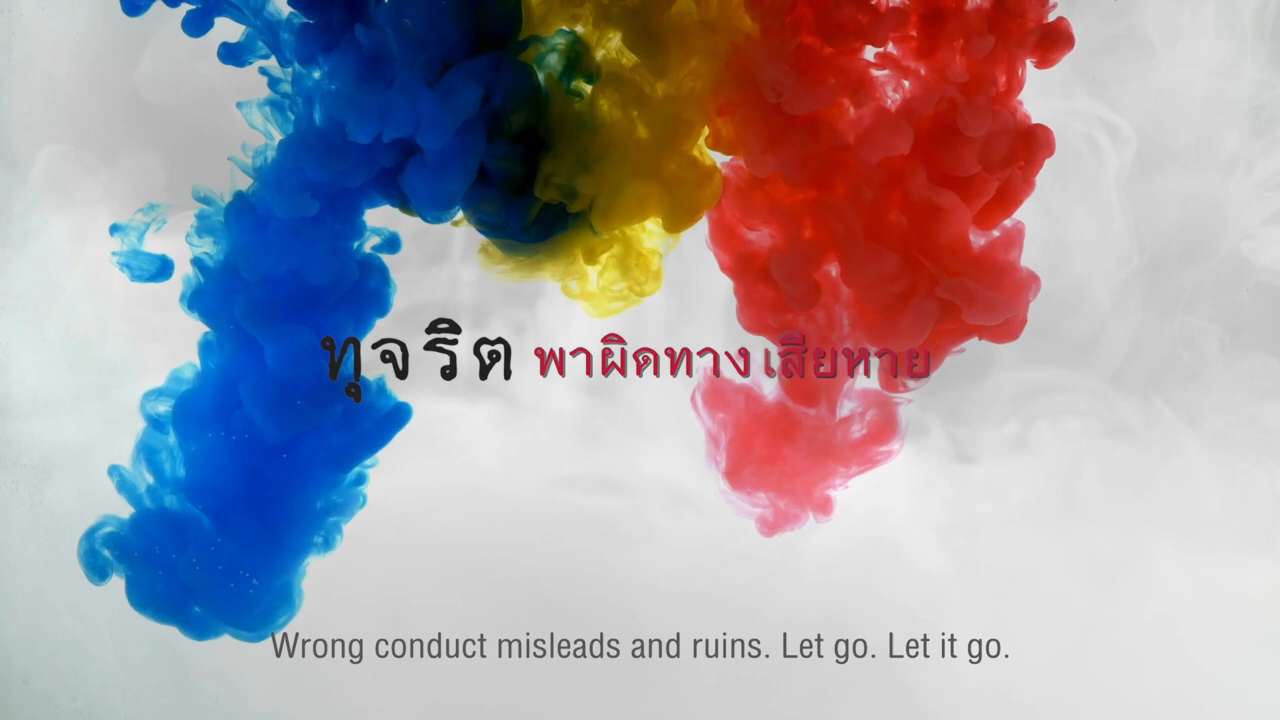 ทุจริต พาผิดทาง เสียหาย
Wrong conduct misleads and ruins. Let go. Let it go.